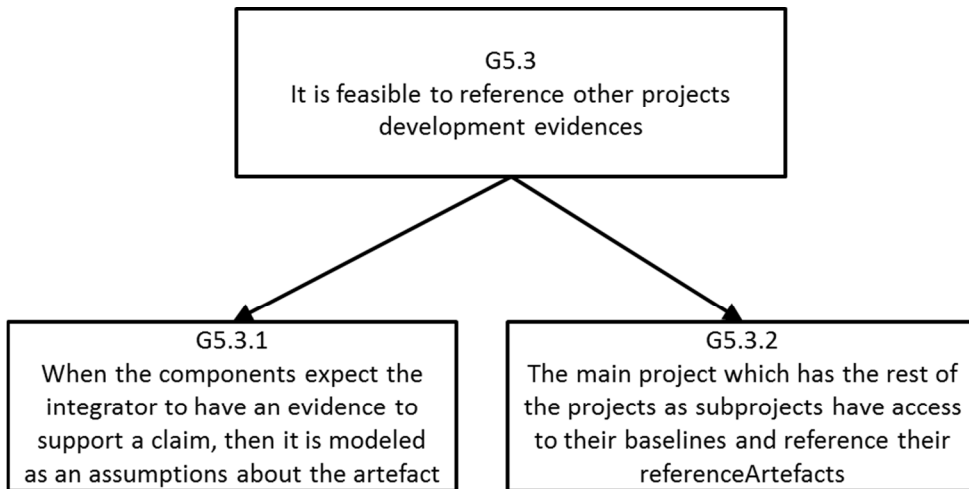 G5.3
It is feasible to reference other projects
development evidences
G5.3.1
When the components expect the
integrator to have an evidence to
support a claim, then it is modeled
as an assumptions about the artefact
G5.3.2
The main project which has the rest of
the projects as subprojects have access
to their baselines and reference their
referenceArtefacts